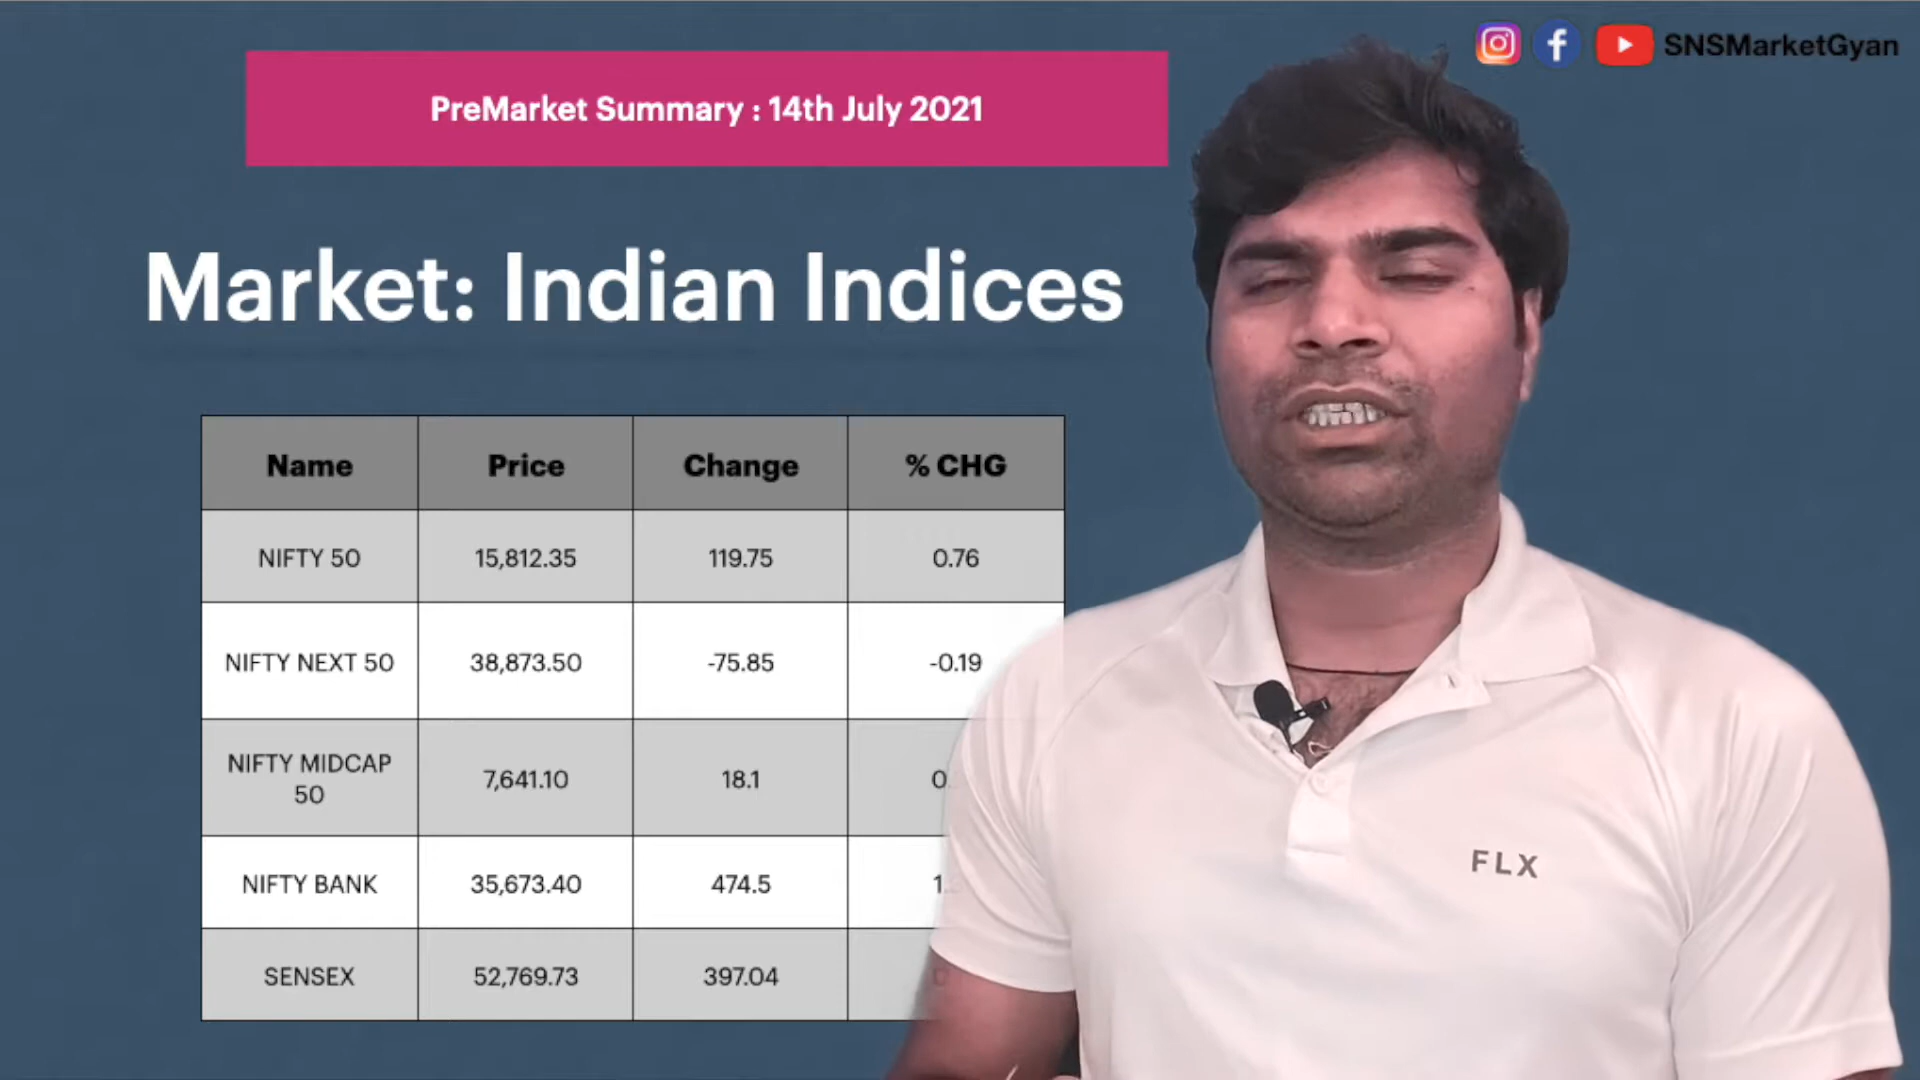 SNSMarketGyan
PreMarket Summary : 14th July 2021
Market: Indian Indices
Name Price Change % CHG
NIFTY 50 15,812.35 119.75 0.76
NIFTY NEXT 50 38,873.50 -75.85 -0.19
NIFTY MIDCAP
50 7,641.10 18.1
NIFTY BANK 35,673.40 474.5
SENSEX 52,769.73 397.04
FLX